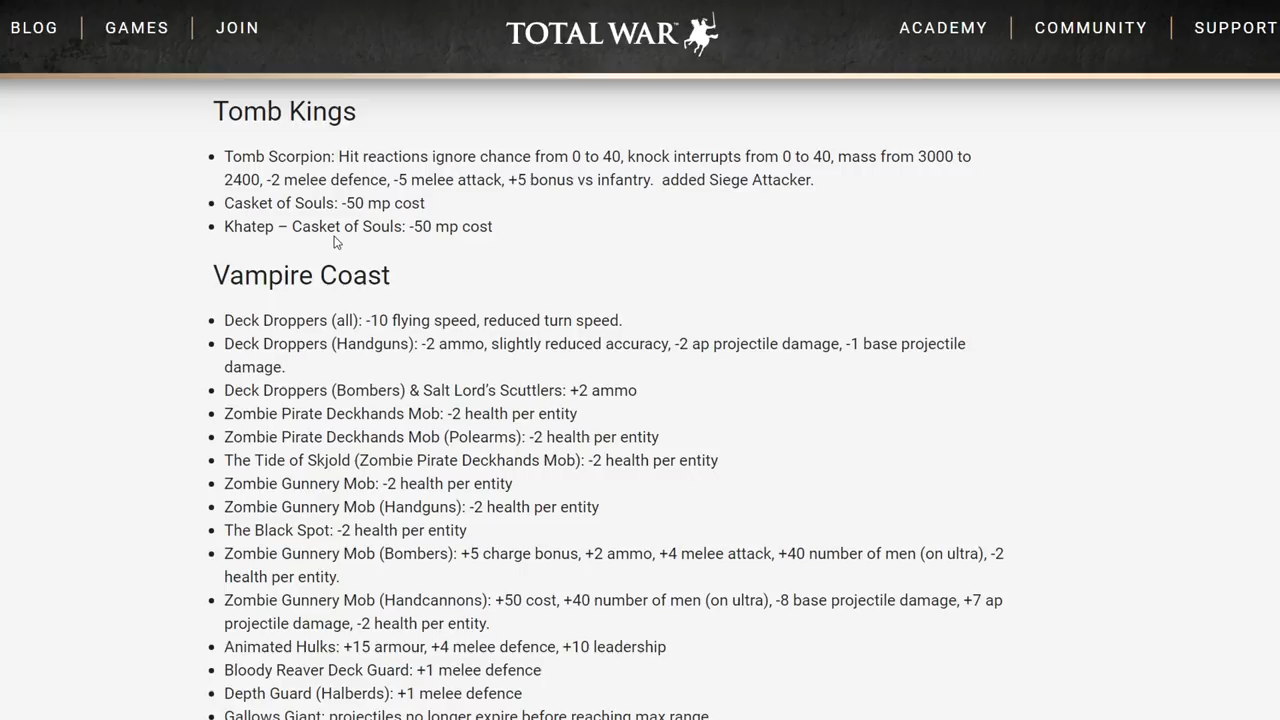 BLOG GAMES JOIN TOTAL WAR™ ACADEMY COMMUNITY SUPPORT
Tomb Kings
• Tomb Scorpion: Hit reactions ignore chance from 0 to 40, knock interrupts from 0 to 40, mass from 3000 to
2400, -2 melee defence, -5 melee attack, +5 bonus vs infantry.  added Siege Attacker.
• Casket of Souls: -50 mp cost
• Khatep – Casket of Souls: -50 mp cost
Vampire Coast
• Deck Droppers (all): -10 flying speed, reduced turn speed.
• Deck Droppers (Handguns): -2 ammo, slightly reduced accuracy, -2 ap projectile damage, -1 base projectile
damage.
• Deck Droppers (Bombers) & Salt Lord’s Scuttlers: +2 ammo
• Zombie Pirate Deckhands Mob: -2 health per entity
• Zombie Pirate Deckhands Mob (Polearms): -2 health per entity
• The Tide of Skjold (Zombie Pirate Deckhands Mob): -2 health per entity
• Zombie Gunnery Mob: -2 health per entity
• Zombie Gunnery Mob (Handguns): -2 health per entity
• The Black Spot: -2 health per entity
• Zombie Gunnery Mob (Bombers): +5 charge bonus, +2 ammo, +4 melee attack, +40 number of men (on ultra), -2
health per entity.
• Zombie Gunnery Mob (Handcannons): +50 cost, +40 number of men (on ultra), -8 base projectile damage, +7 ap
projectile damage, -2 health per entity.
• Animated Hulks: +15 armour, +4 melee defence, +10 leadership
• Bloody Reaver Deck Guard: +1 melee defence
• Depth Guard (Halberds): +1 melee defence
• Gallows Giant: projectiles no longer expire before reaching max range